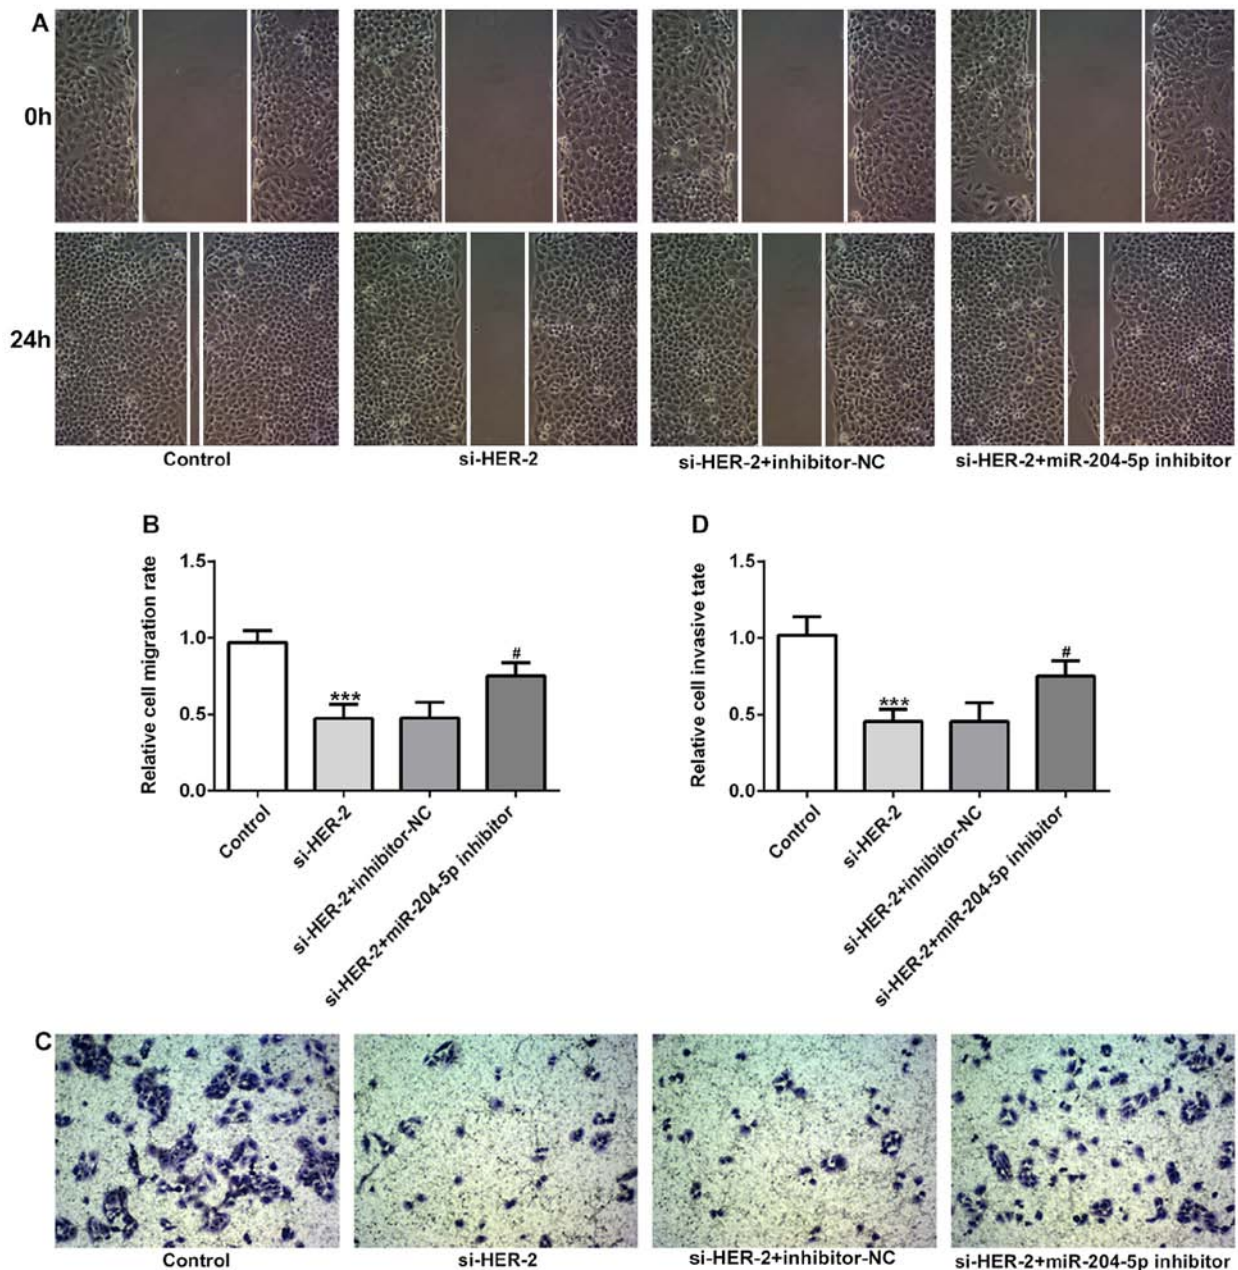 A
0h
24h
Control
si-HER-2
si-HER-2+inhibitor-NC
si-HER-2+miR-204-5p inhibitor
B
Relative cell migration rate
1.5
1.0
0.5
0.0
***
#
Control
si-HER-2
si-HER-2+inhibitor-NC
si-HER-2+miR-204-5p inhibitor
D
Relative cell invasive tate
1.5
1.0
0.5
0.0
***
#
Control
si-HER-2
si-HER-2+inhibitor-NC
si-HER-2+miR-204-5p inhibitor
C
Control
si-HER-2
si-HER-2+inhibitor-NC
si-HER-2+miR-204-5p inhibitor